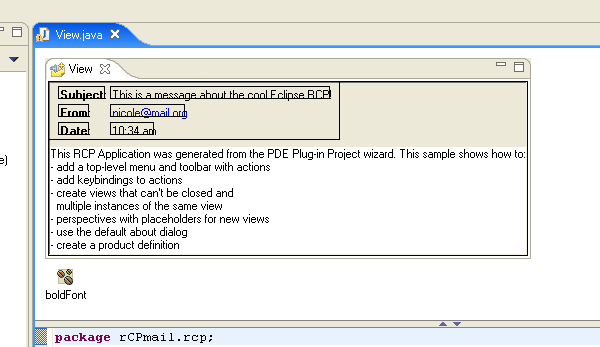 View.java
View
Subject: This is a message about the cool Eclipse RCP!
From: nicole@mail.org
Date: 10:34 am
This RCP Application was generated from the PDE Plug-in Project wizard. This sample shows how to:
- add a top-level menu and toolbar with actions
- add keybindings to actions
- create views that can't be closed and
multiple instances of the same view
- perspectives with placeholders for new views
- use the default about dialog
- create a product definition
boldFont
package rCPmail.rcp;